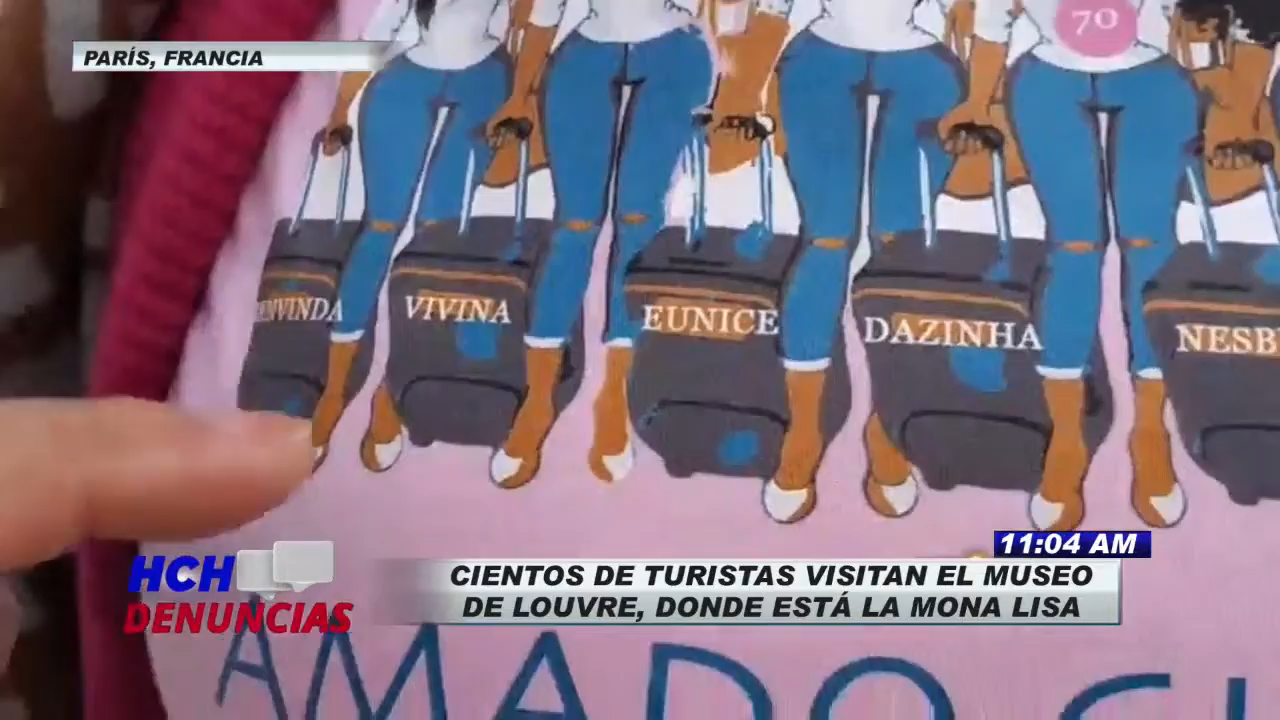 PARÍS, FRANCIA
70
VIVINA
EUNICE
DAZINHA
11:04 AM
HCH
DENUNCIAS
CIENTOS DE TURISTAS VISITAN EL MUSEO
DE LOUVRE, DONDE ESTÁ LA MONA LISA
AMADO